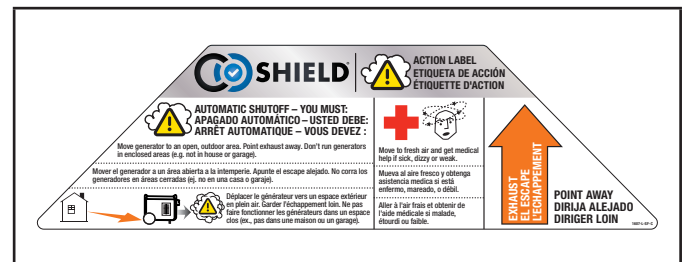 CO SHIELD
ACTION LABEL
ETIQUETA DE ACCIÓN
ÉTIQUETTE D'ACTION
AUTOMATIC SHUTOFF – YOU MUST:
APAGADO AUTOMÁTICO – USTED DEBE:
ARRÊT AUTOMATIQUE – VOUS DEVEZ :
Move generator to an open, outdoor area. Point exhaust away. Don't run generators
in enclosed areas (e.g. not in house or garage).
Mover el generador a un área abierta a la intemperie. Apunte el escape alejado. No corra los
generadores en áreas cerradas (ej. no en una casa o garaje).
Déplacer le générateur vers un espace extérieur
en plein air. Garder l'échappement loin. Ne pas
faire fonctionner les générateurs dans un espace
clos (ex., pas dans une maison ou un garage).
Move to fresh air and get medical
help if sick, dizzy or weak.
Mueva al aire fresco y obtenga
asistencia medica si está
enfermo, mareado, o débil.
Aller à l'air frais et obtenir de
l'aide médicale si malade,
étourdi ou faible.
EXHAUST
EL ESCAPE
L'ECHAPPEMENT
POINT AWAY
DIRIJA ALEJADO
DIRIGER LOIN